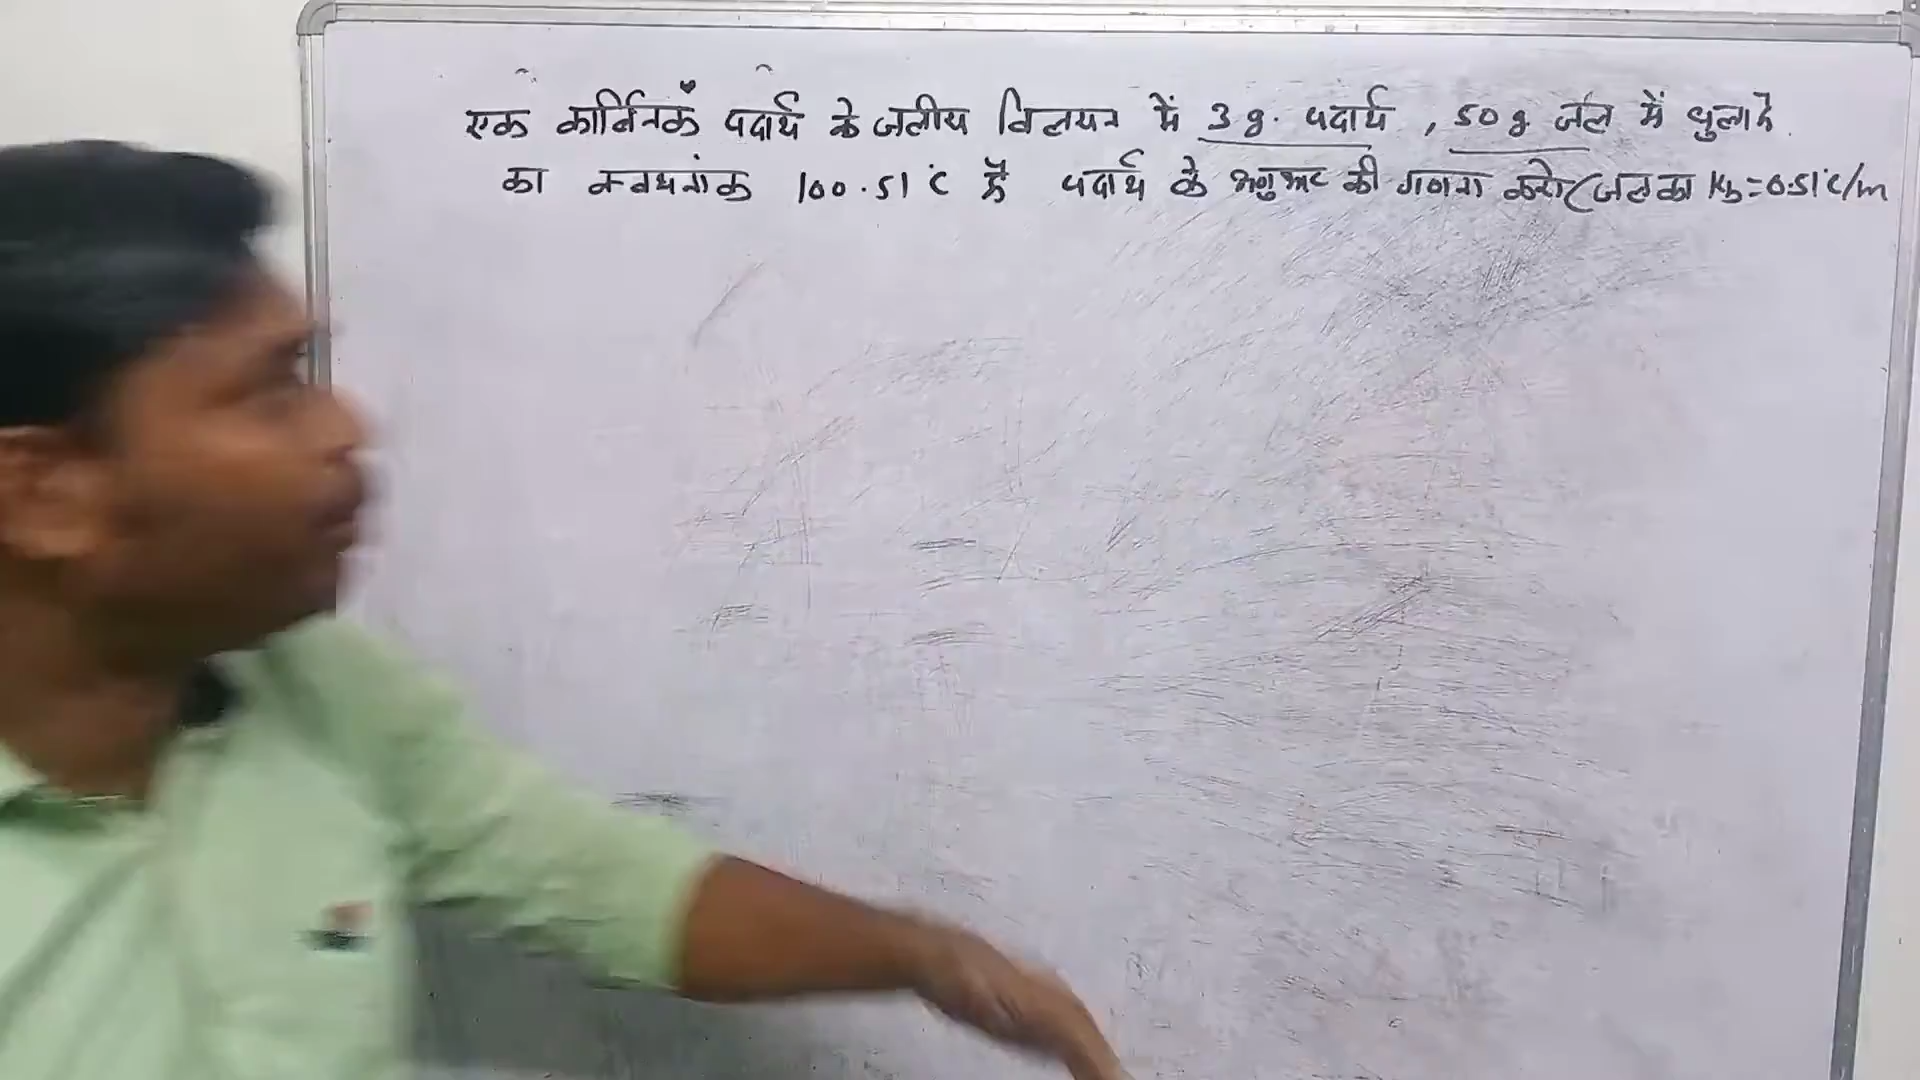 एक कार्बनिक पदार्थ के जलीय विलयन में 3 g. पदार्थ , 50 g जल में धुला है
का क्वथनांक 100.51°c है पदार्थ के अणुभार की गणना करो (जल का Kb=0.51°c/m